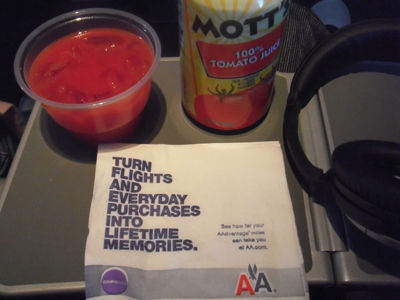 MOTT'S
100%
TOMATO JUICE
TURN
FLIGHTS
AND
EVERYDAY
PURCHASES
INTO
LIFETIME
MEMORIES.
See how far your
AAdvantage® miles
can take you
at AA.com.
AA